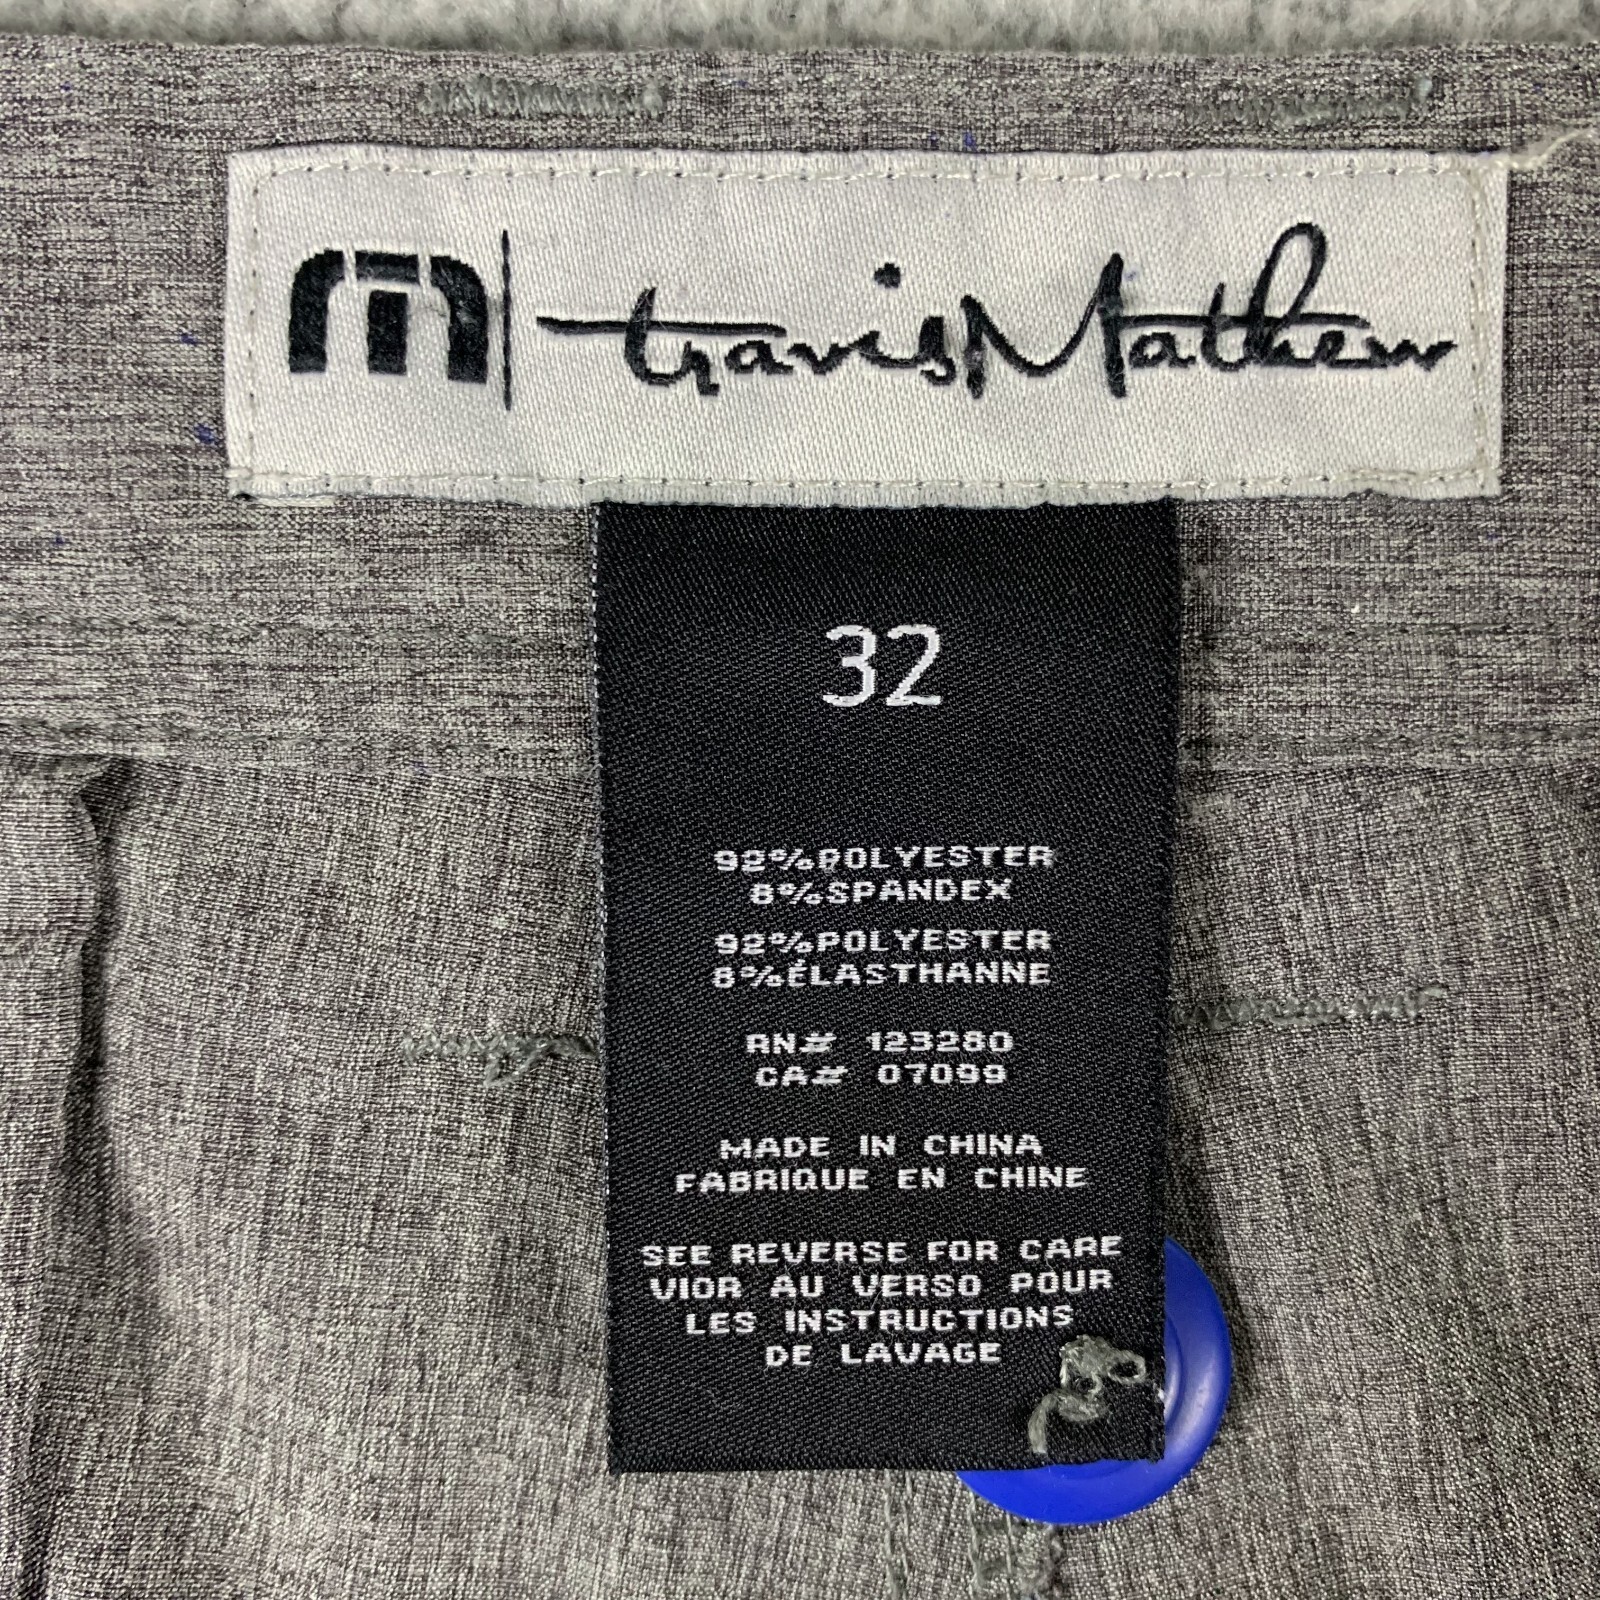 travisMathew
32
92%POLYESTER
8%SPANDEX
92%POLYESTER
8%ÉLASTHANNE
RN# 123280
CA# 07099
MADE IN CHINA
FABRIQUE EN CHINE
SEE REVERSE FOR CARE
VIOR AU VERSO POUR
LES INSTRUCTIONS
DE LAVAGE